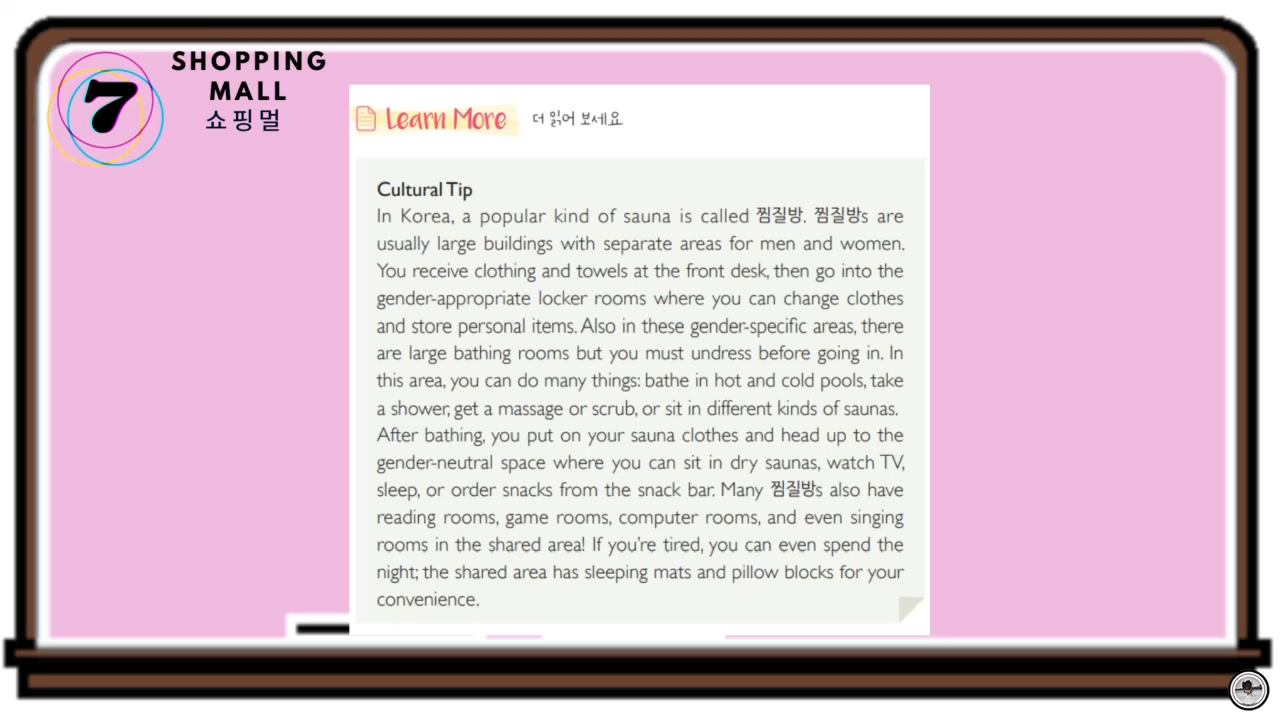 7
SHOPPING
MALL
쇼핑멀
Learn More 더 읽어 보세요
Cultural Tip
In Korea, a popular kind of sauna is called 찜질방. 찜질방s are
usually large buildings with separate areas for men and women.
You receive clothing and towels at the front desk, then go into the
gender-appropriate locker rooms where you can change clothes
and store personal items. Also in these gender-specific areas, there
are large bathing rooms but you must undress before going in. In
this area, you can do many things: bathe in hot and cold pools, take
a shower, get a massage or scrub, or sit in different kinds of saunas.
After bathing, you put on your sauna clothes and head up to the
gender-neutral space where you can sit in dry saunas, watch TV,
sleep, or order snacks from the snack bar. Many 찜질방s also have
reading rooms, game rooms, computer rooms, and even singing
rooms in the shared area! If you're tired, you can even spend the
night; the shared area has sleeping mats and pillow blocks for your
convenience.